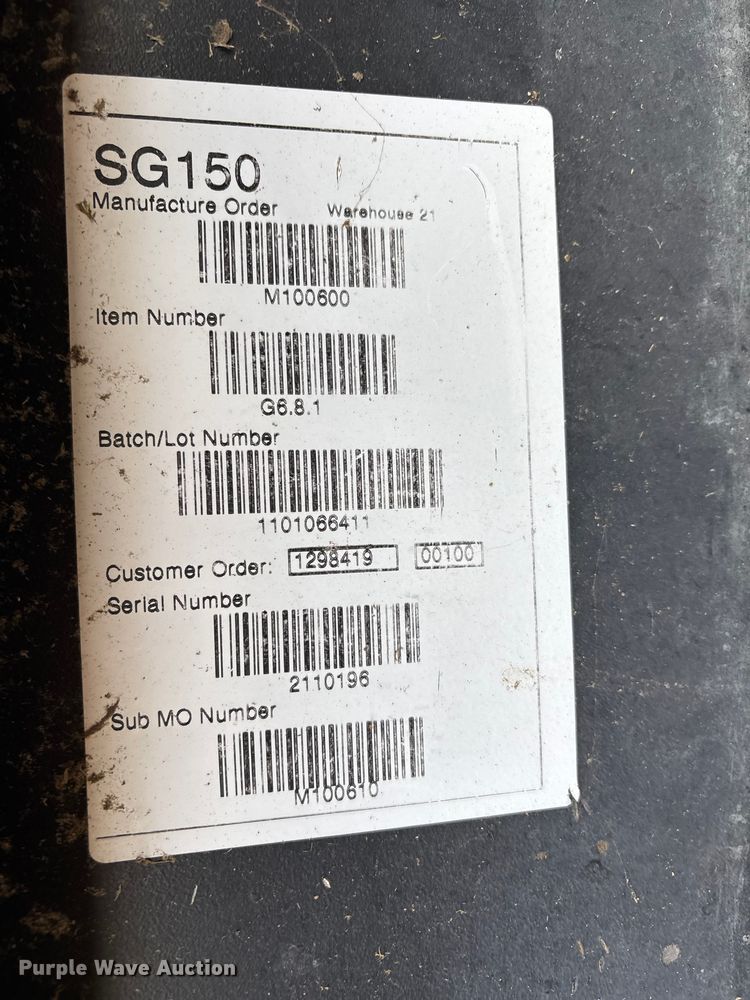 SG150
Manufacture Order Warehouse 21
M100600
Item Number
G6.8.1
Batch/Lot Number
1101066411
Customer Order: 1298419 00100
Serial Number
2110196
Sub MO Number
M100610
Purple Wave Auction